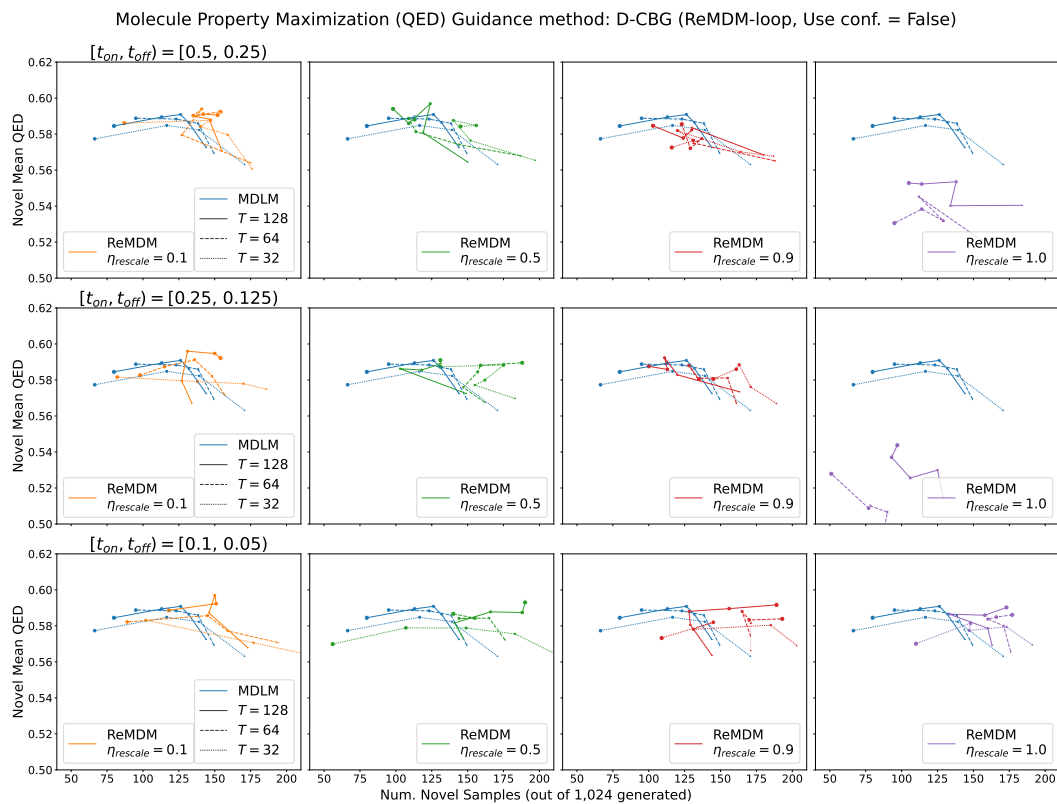 Molecule Property Maximization (QED) Guidance method: D-CBG (ReMDM-loop, Use conf. = False)
[t_on, t_off) = [0.5, 0.25)
Novel Mean QED
0.62
0.60
0.58
0.56
0.54
0.52
0.50
MDLM
T = 128
T = 64
T = 32
ReMDM
η_rescale = 0.1
ReMDM
η_rescale = 0.5
ReMDM
η_rescale = 0.9
ReMDM
η_rescale = 1.0
[t_on, t_off) = [0.25, 0.125)
Novel Mean QED
0.62
0.60
0.58
0.56
0.54
0.52
0.50
MDLM
T = 128
T = 64
T = 32
ReMDM
η_rescale = 0.1
ReMDM
η_rescale = 0.5
ReMDM
η_rescale = 0.9
ReMDM
η_rescale = 1.0
[t_on, t_off) = [0.1, 0.05)
Novel Mean QED
0.62
0.60
0.58
0.56
0.54
0.52
0.50
MDLM
T = 128
T = 64
T = 32
ReMDM
η_rescale = 0.1
ReMDM
η_rescale = 0.5
ReMDM
η_rescale = 0.9
ReMDM
η_rescale = 1.0
50 75 100 125 150 175 200
50 75 100 125 150 175 200
50 75 100 125 150 175 200
50 75 100 125 150 175 200
Num. Novel Samples (out of 1,024 generated)